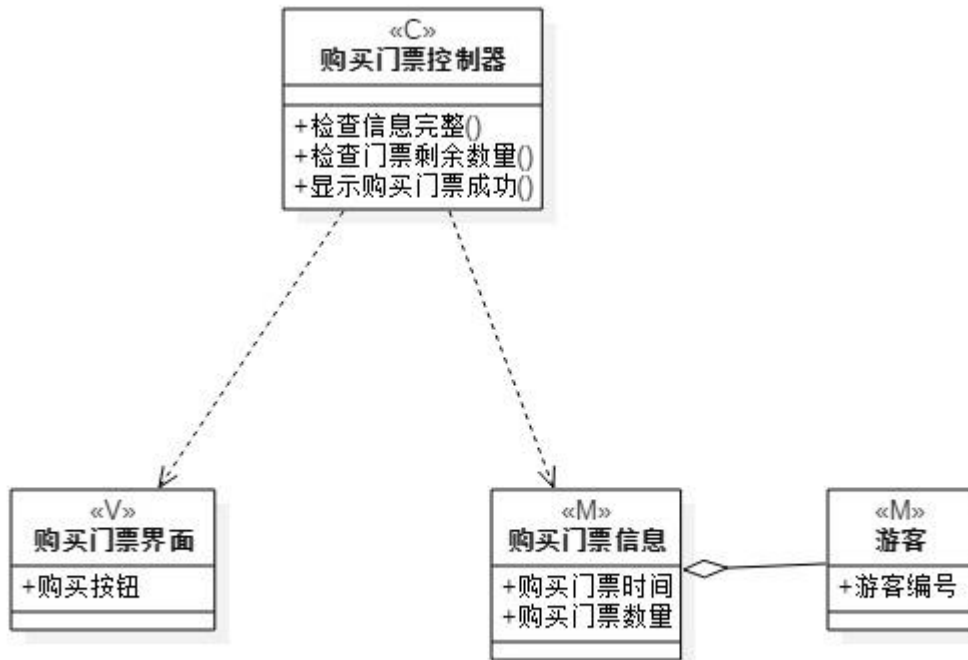 «C»
购买门票控制器
+检查信息完整()
+检查门票剩余数量()
+显示购买门票成功()
«V»
购买门票界面
+购买按钮
«M»
购买门票信息
+购买门票时间
+购买门票数量
«M»
游客
+游客编号